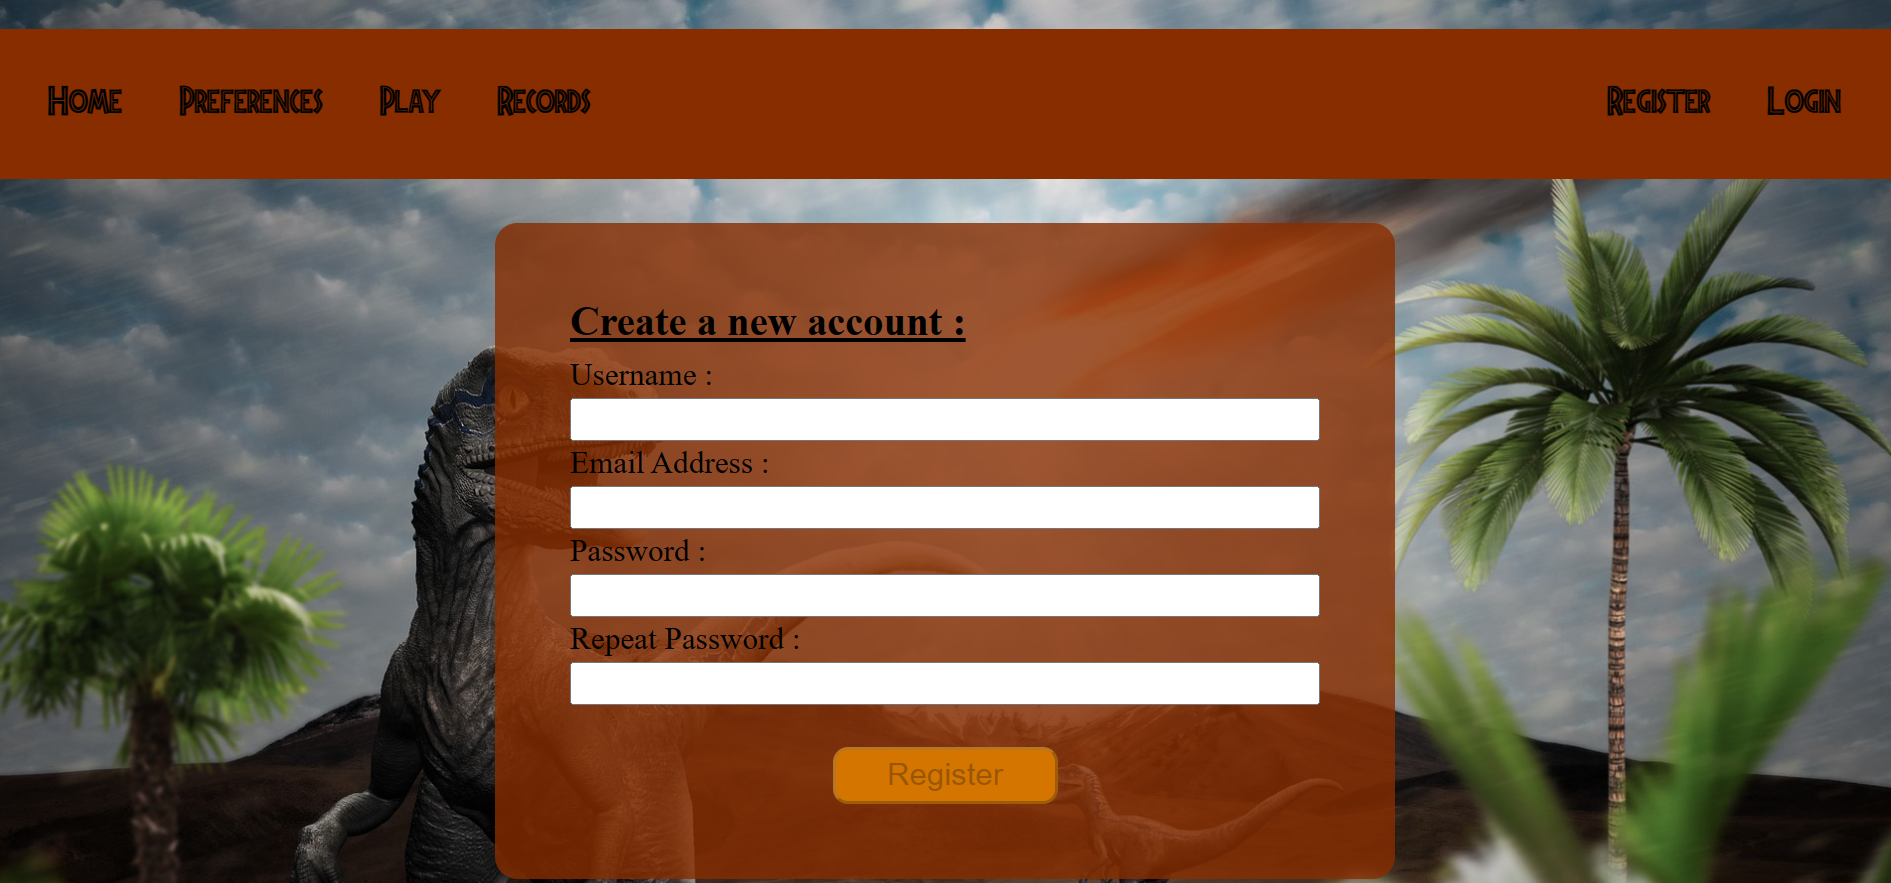 Home Preferences Play Records Register Login
Create a new account :
Username :
Email Address :
Password :
Repeat Password :
Register